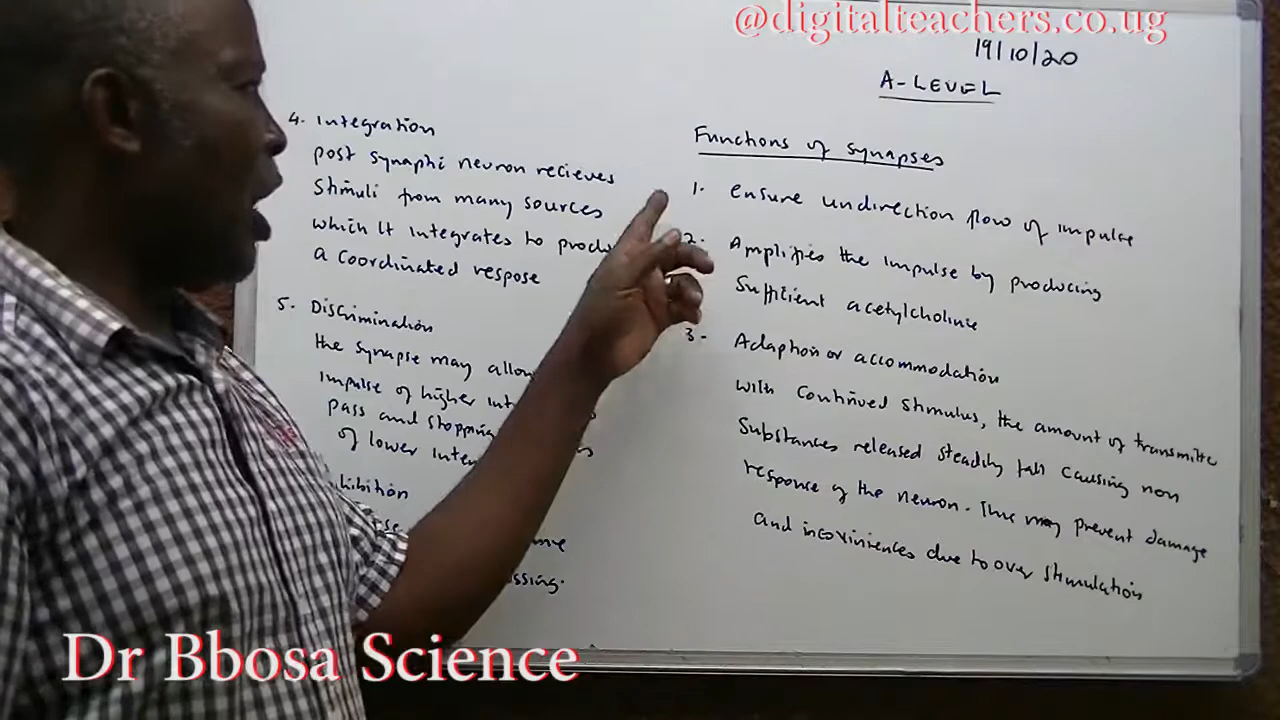 @digitalteachers.co.ug
19/10/20
A-LEVEL
Functions of synapses
1. ensure undirection flow of impulse
2. Amplifies the impulse by producing
Sufficient acetylcholine
3. Adaption or accommodation
with continued stimulus, the amount of transmitte
Substances released steadily fall causing non
response of the neuron. This may prevent damage
and inconviniences due to over stimulation
4. Integration
post synaptic neuron recieves
Stimuli from many sources
which it integrates to produ
a coordinated respose
5. Discrimination
the synapse may allow
impulse of higher int
pass and stopping
of lower inten
hibition
ssing.
Dr Bbosa Science